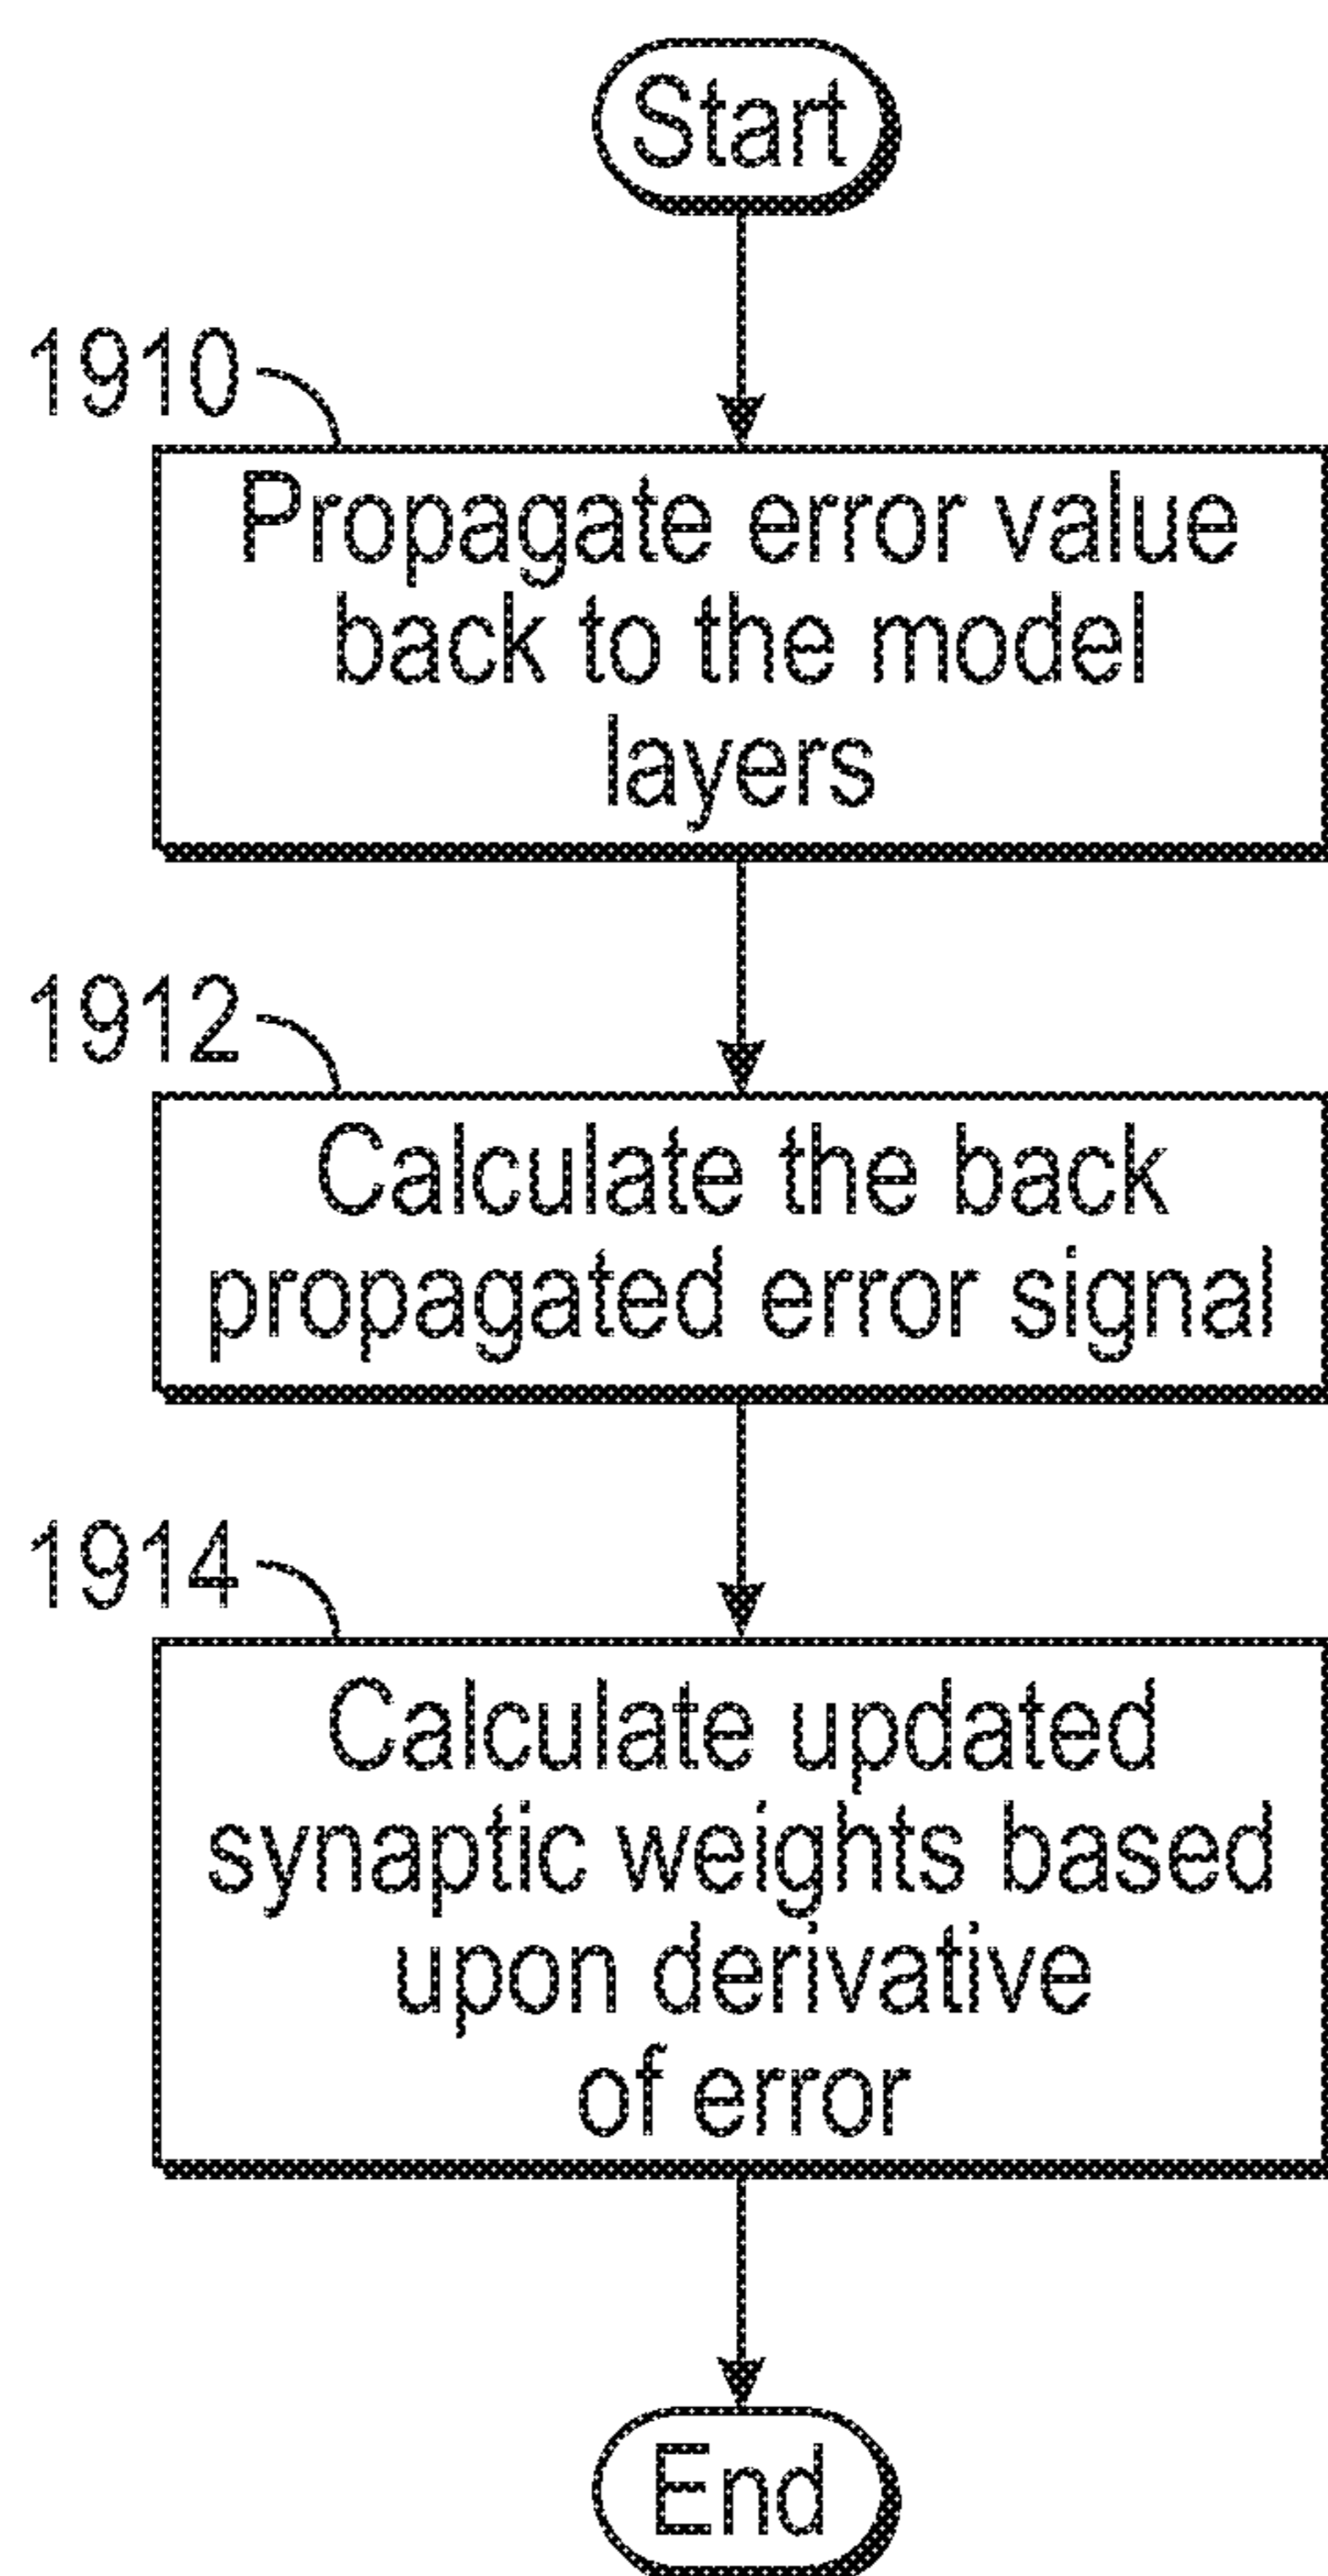 Start
1910
Propagate error value
back to the model
layers
1912
Calculate the back
propagated error signal
1914
Calculate updated
synaptic weights based
upon derivative
of error
End